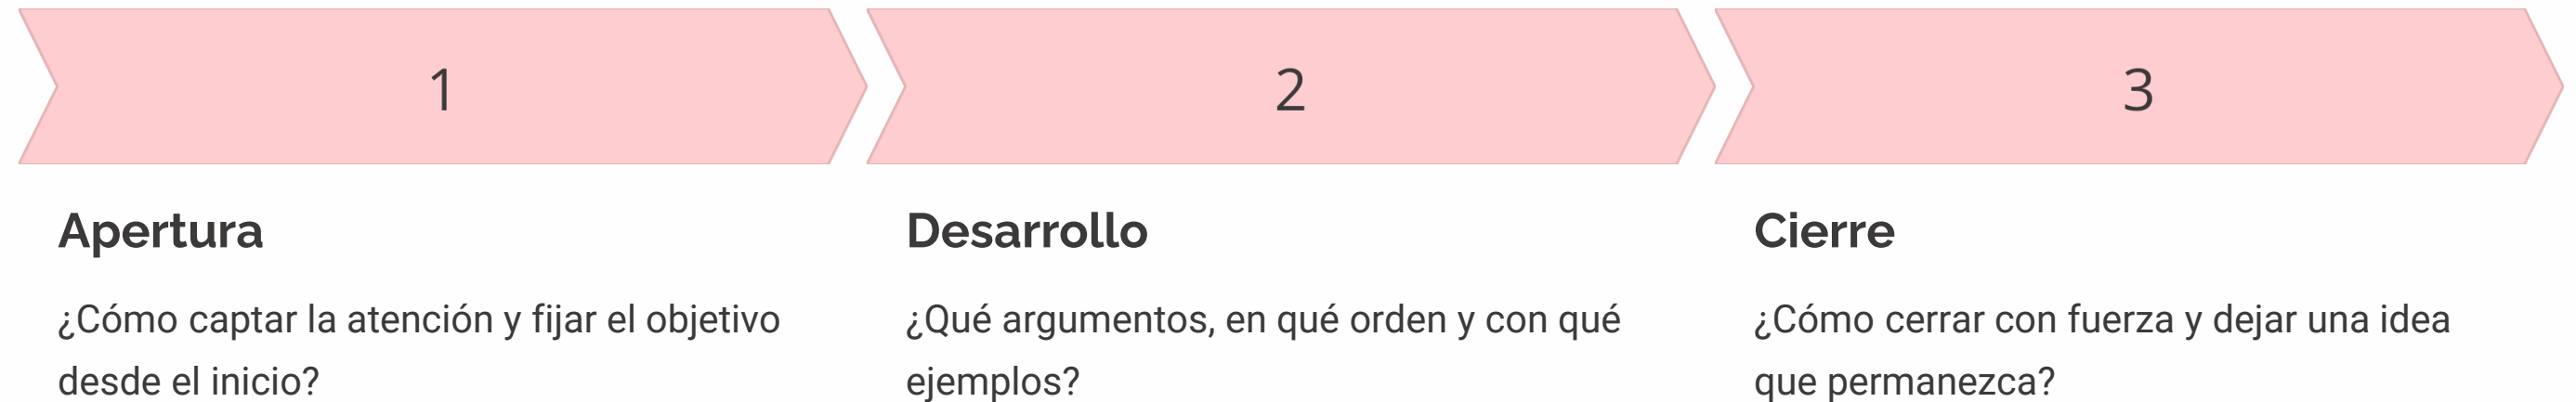 1
2
3
Apertura
¿Cómo captar la atención y fijar el objetivo
desde el inicio?
Desarrollo
¿Qué argumentos, en qué orden y con qué
ejemplos?
Cierre
¿Cómo cerrar con fuerza y dejar una idea
que permanezca?